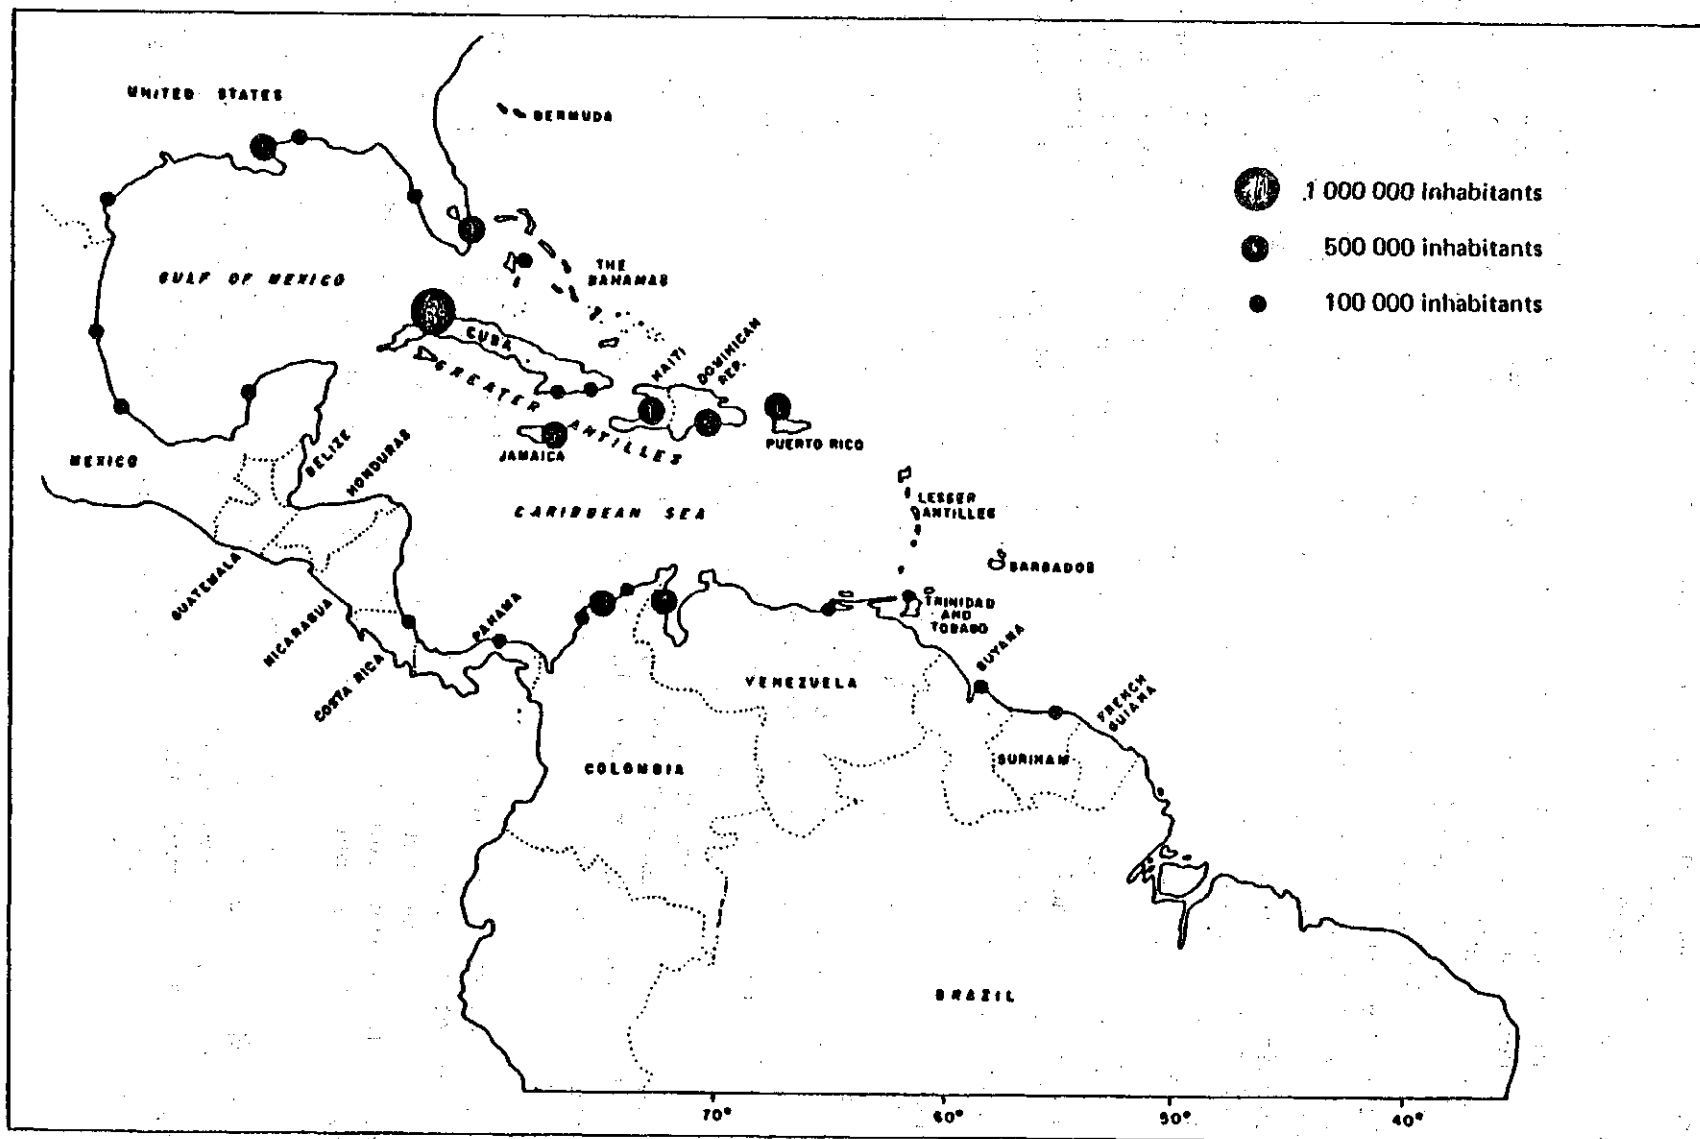 UNITED STATES
BERMUDA
1 000 000 inhabitants
500 000 inhabitants
100 000 inhabitants
GULF OF MEXICO
THE
BAHAMAS
CUBA
GREATER ANTILLES
HAITI
DOMINICAN
REP.
JAMAICA
PUERTO RICO
MEXICO
BELIZE
HONDURAS
CARIBBEAN SEA
LESSER
ANTILLES
BARBADOS
GUATEMALA
NICARAGUA
COSTA RICA
PANAMA
TRINIDAD
AND
TOBAGO
VENEZUELA
GUYANA
FRENCH
GUIANA
SURINAM
COLOMBIA
BRAZIL
70°
60°
50°
40°